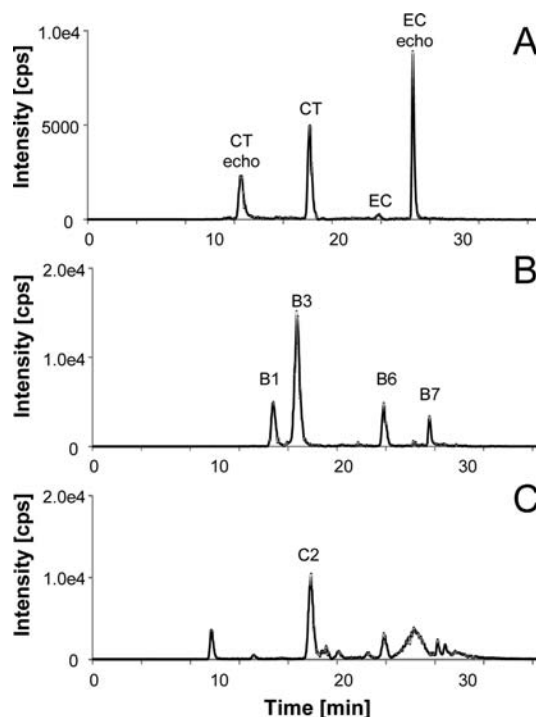 A
Intensity [cps]
1.0e4
5000
0
CT
echo
CT
EC
EC
echo
0 10 20 30
B
Intensity [cps]
2.0e4
1.0e4
0
B1
B3
B6
B7
0 10 20 30
C
Intensity [cps]
2.0e4
1.0e4
0
C2
0 10 20 30
Time [min]